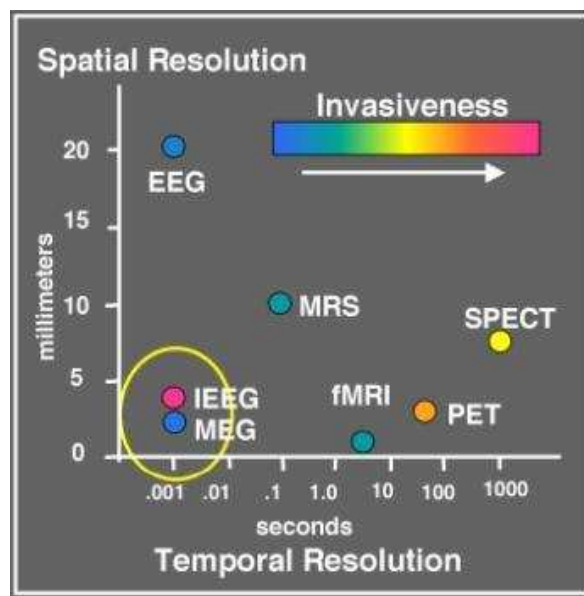 Spatial Resolution
Invasiveness
20
EEG
15
millimeters
10
MRS
SPECT
5
IEEG
fMRI
MEG
PET
0
.001 .01 .1 1.0 10 100 1000
seconds
Temporal Resolution